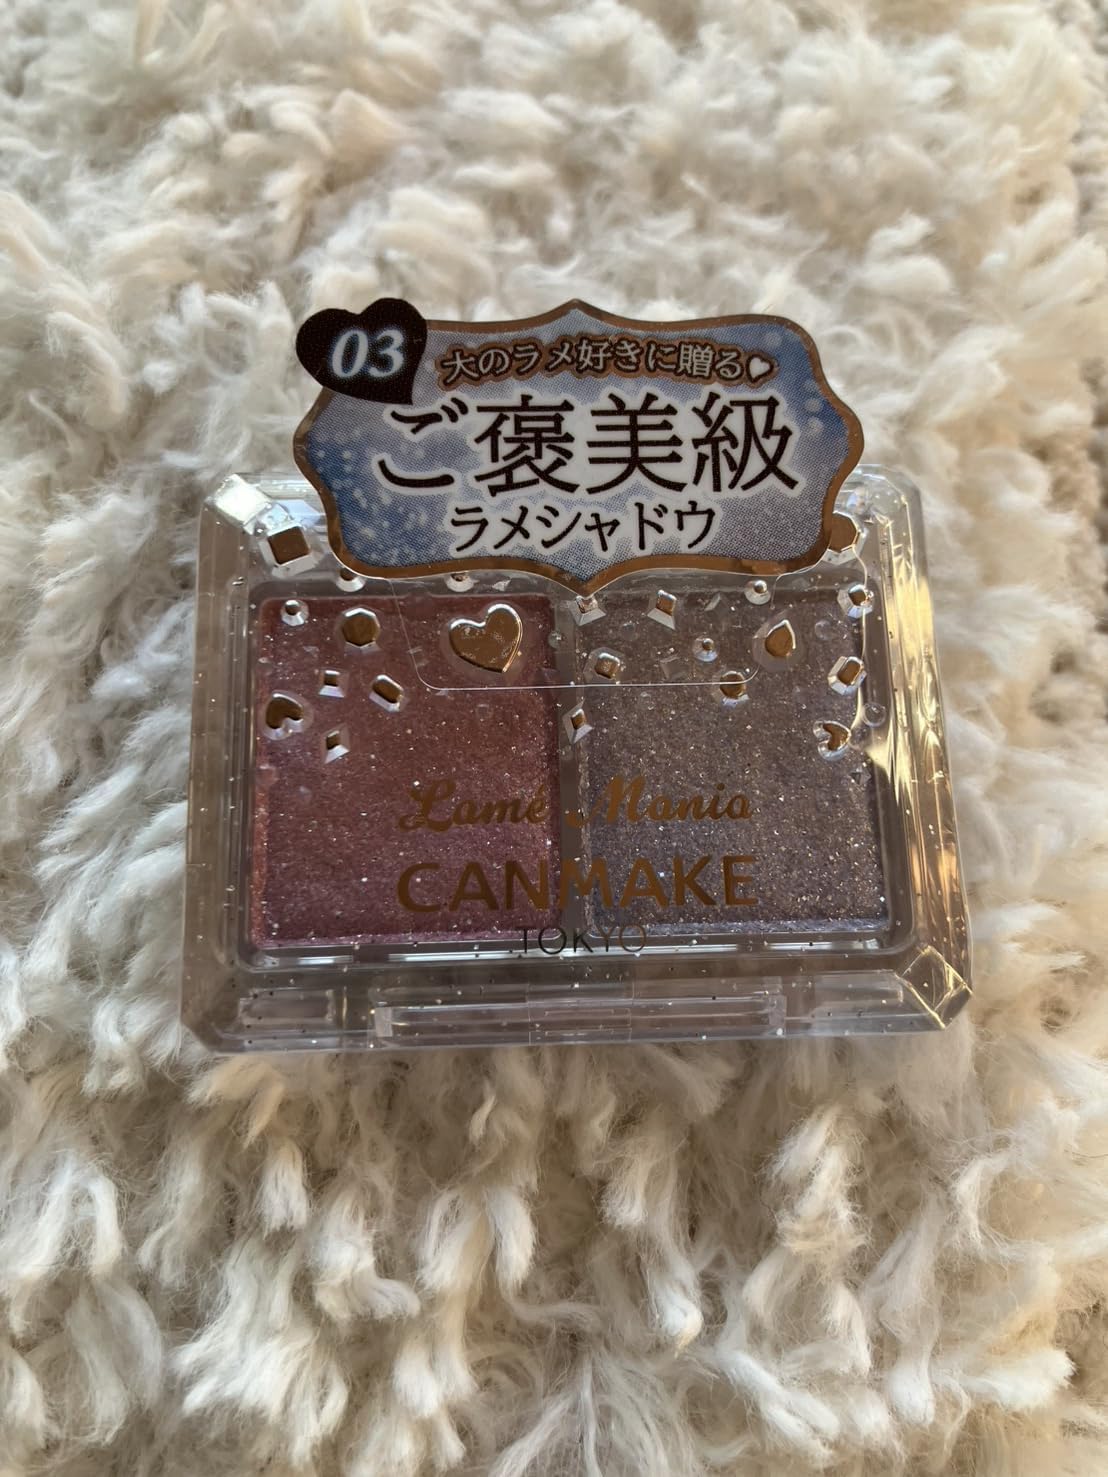 03
大のラメ好きに贈る♥
ご褒美級
ラメシャドウ
Lamé Mania
CANMAKE
TOKYO